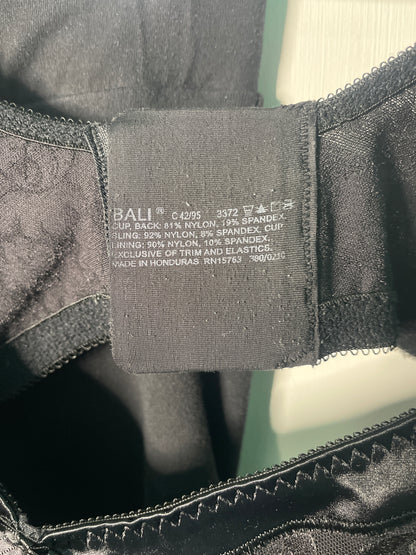 BALI® C 42/95 3372
CUP, BACK: 81% NYLON, 19% SPANDEX.
SLING: 92% NYLON, 8% SPANDEX, CUP
LINING: 90% NYLON, 10% SPANDEX.
EXCLUSIVE OF TRIM AND ELASTICS.
MADE IN HONDURAS RN15763